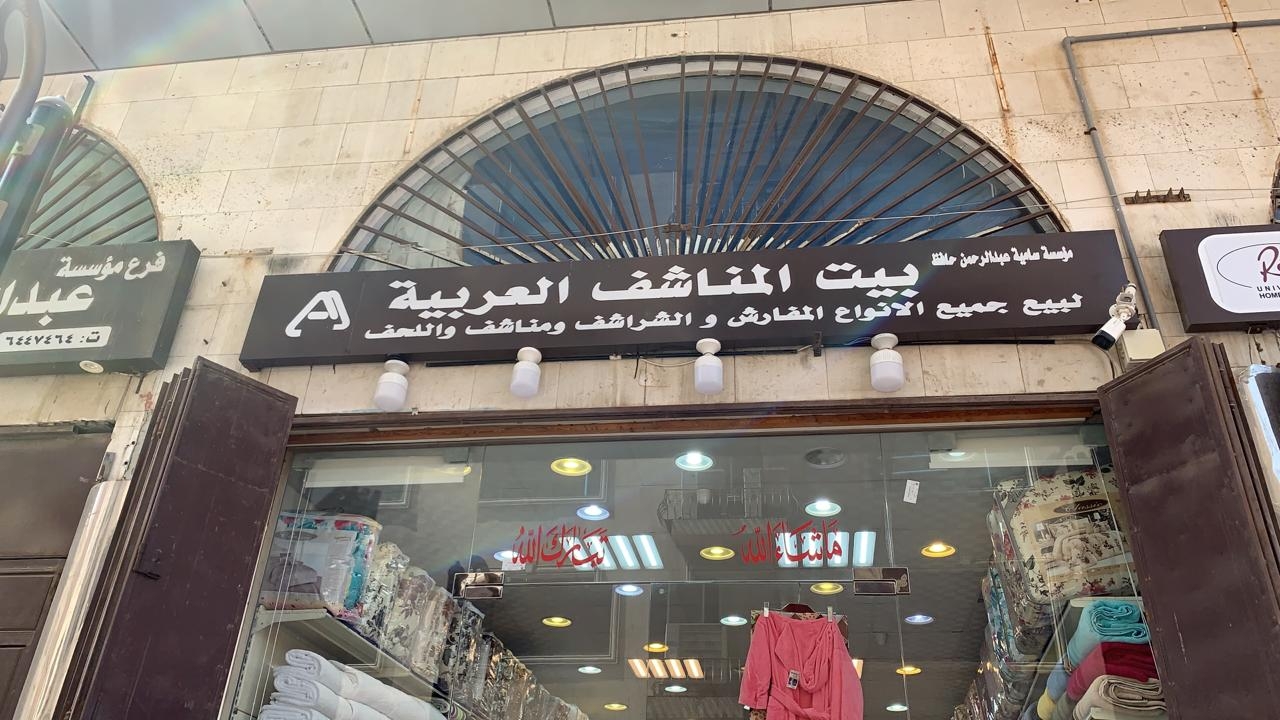 مؤسسة سامية عبدالرحمن حافظ
بيت المناشف العربية
لبيع جميع الانواع المفارش و الشراشف ومناشف واللحف
فرع مؤسسة
ت: ٦٤٤٧٤٦٤
ماشاء الله
تبارك الله
Classic